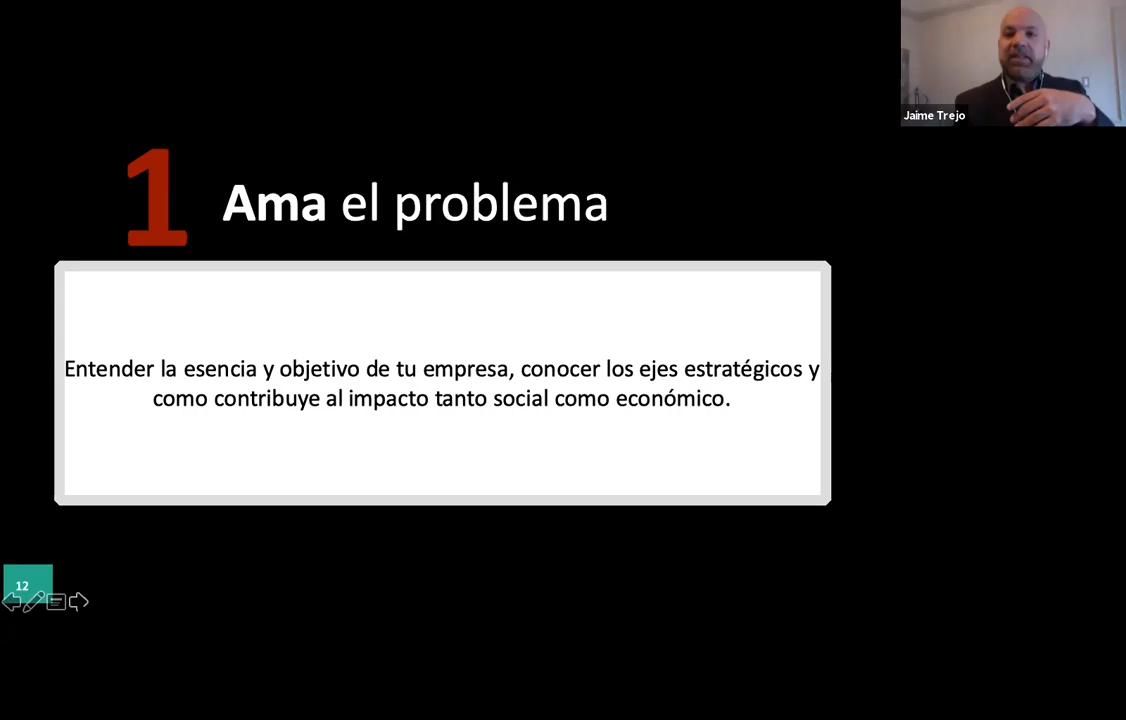 Jaime Trejo
1 Ama el problema
Entender la esencia y objetivo de tu empresa, conocer los ejes estratégicos y
como contribuye al impacto tanto social como económico.
12